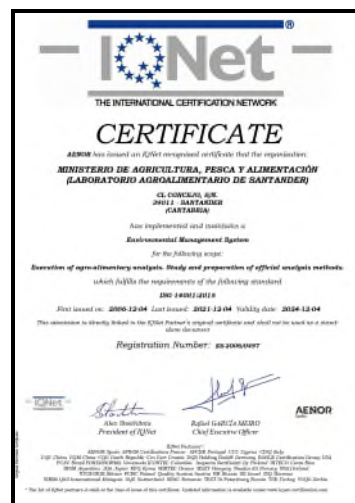 IQNet ®
THE INTERNATIONAL CERTIFICATION NETWORK
CERTIFICATE
AENOR has issued an IQNet recognized certificate that the organization:
MINISTERIO DE AGRICULTURA, PESCA Y ALIMENTACIÓN
(LABORATORIO AGROALIMENTARIO DE SANTANDER)
CL CONCEJO, S/N.
39011 - SANTANDER
(CANTABRIA)
has implemented and maintains a
Environmental Management System
for the following scope:
Execution of agro-alimentary analysis. Study and preparation of official analysis methods.
which fulfills the requirements of the following standard
ISO 14001:2015
First issued on: 2006-12-04 Last issued: 2021-12-04 Validity date: 2024-12-04
This attestation is directly linked to the IQNet Partner's original certificate and shall not be used as a stand-
alone document
Registration Number: ES-2006/0497
IQNet
Alex Stoichitoiu
President of IQNet
Rafael GARCÍA MEIRO
Chief Executive Officer
AENOR
IQNet Partners*: